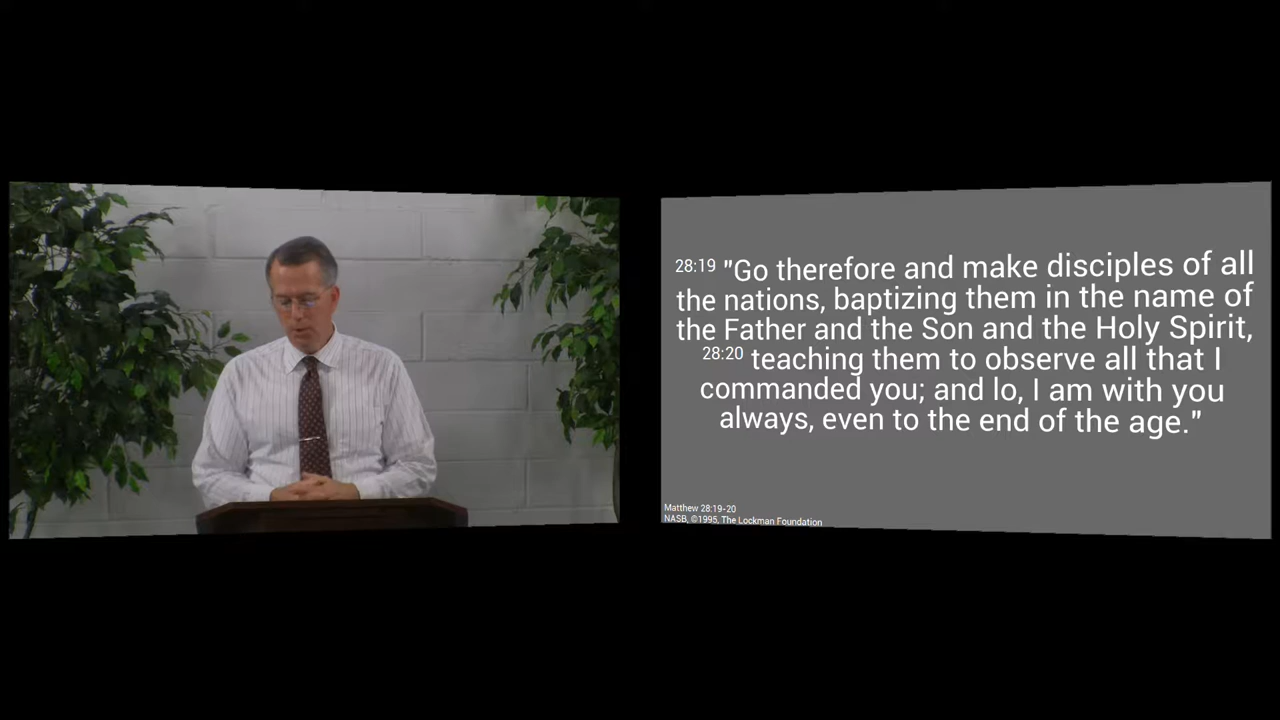 28:19 "Go therefore and make disciples of all
the nations, baptizing them in the name of
the Father and the Son and the Holy Spirit,
28:20 teaching them to observe all that I
commanded you; and lo, I am with you
always, even to the end of the age."
Matthew 28:19-20
NASB, ©1995, The Lockman Foundation